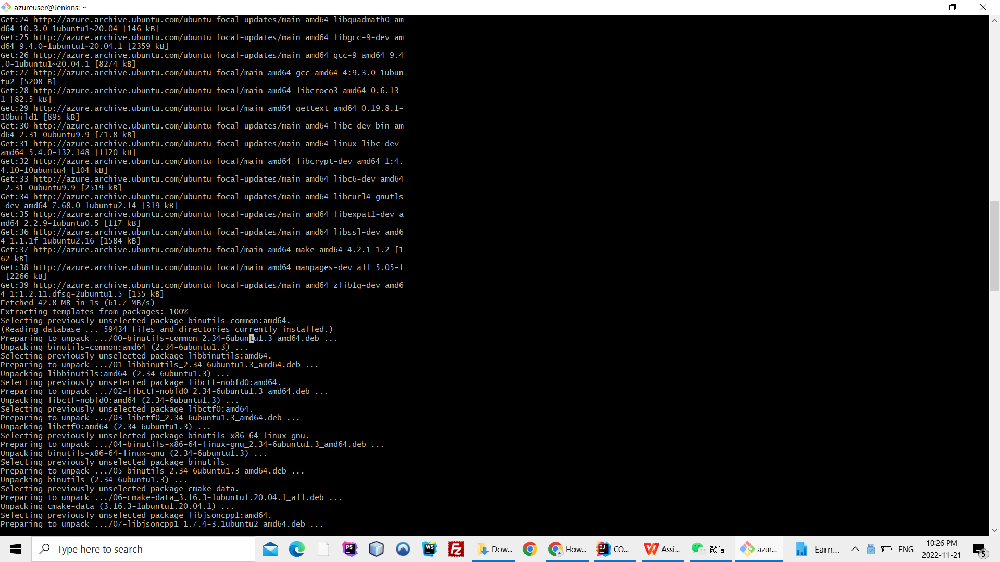 azureuser@Jenkins: ~
Get:24 http://azure.archive.ubuntu.com/ubuntu focal-updates/main amd64 libquadmath0 am
d64 10.3.0-1ubuntu1~20.04 [146 kB]
Get:25 http://azure.archive.ubuntu.com/ubuntu focal-updates/main amd64 libgcc-9-dev am
d64 9.4.0-1ubuntu1~20.04.1 [2359 kB]
Get:26 http://azure.archive.ubuntu.com/ubuntu focal-updates/main amd64 gcc-9 amd64 9.4
.0-1ubuntu1~20.04.1 [8274 kB]
Get:27 http://azure.archive.ubuntu.com/ubuntu focal/main amd64 gcc amd64 4:9.3.0-1ubun
tu2 [5208 B]
Get:28 http://azure.archive.ubuntu.com/ubuntu focal/main amd64 libcroco3 amd64 0.6.13-
1 [82.5 kB]
Get:29 http://azure.archive.ubuntu.com/ubuntu focal/main amd64 gettext amd64 0.19.8.1-
10build1 [895 kB]
Get:30 http://azure.archive.ubuntu.com/ubuntu focal-updates/main amd64 libc-dev-bin am
d64 2.31-0ubuntu9.9 [71.8 kB]
Get:31 http://azure.archive.ubuntu.com/ubuntu focal-updates/main amd64 linux-libc-dev
amd64 5.4.0-132.148 [1120 kB]
Get:32 http://azure.archive.ubuntu.com/ubuntu focal/main amd64 libcrypt-dev amd64 1:4.
4.10-10ubuntu4 [104 kB]
Get:33 http://azure.archive.ubuntu.com/ubuntu focal-updates/main amd64 libc6-dev amd64
2.31-0ubuntu9.9 [2519 kB]
Get:34 http://azure.archive.ubuntu.com/ubuntu focal-updates/main amd64 libcurl4-gnutls
-dev amd64 7.68.0-1ubuntu2.14 [319 kB]
Get:35 http://azure.archive.ubuntu.com/ubuntu focal-updates/main amd64 libexpat1-dev a
md64 2.2.9-1ubuntu0.5 [117 kB]
Get:36 http://azure.archive.ubuntu.com/ubuntu focal-updates/main amd64 libssl-dev amd6
4 1.1.1f-1ubuntu2.16 [1584 kB]
Get:37 http://azure.archive.ubuntu.com/ubuntu focal/main amd64 make amd64 4.2.1-1.2 [1
62 kB]
Get:38 http://azure.archive.ubuntu.com/ubuntu focal/main amd64 manpages-dev all 5.05-1
[2266 kB]
Get:39 http://azure.archive.ubuntu.com/ubuntu focal-updates/main amd64 zlib1g-dev amd6
4 1:1.2.11.dfsg-2ubuntu1.5 [155 kB]
Fetched 42.8 MB in 1s (61.7 MB/s)
Extracting templates from packages: 100%
Selecting previously unselected package binutils-common:amd64.
(Reading database ... 59434 files and directories currently installed.)
Preparing to unpack .../00-binutils-common_2.34-6ubuntu1.3_amd64.deb ...
Unpacking binutils-common:amd64 (2.34-6ubuntu1.3) ...
Selecting previously unselected package libbinutils:amd64.
Preparing to unpack .../01-libbinutils_2.34-6ubuntu1.3_amd64.deb ...
Unpacking libbinutils:amd64 (2.34-6ubuntu1.3) ...
Selecting previously unselected package libctf-nobfd0:amd64.
Preparing to unpack .../02-libctf-nobfd0_2.34-6ubuntu1.3_amd64.deb ...
Unpacking libctf-nobfd0:amd64 (2.34-6ubuntu1.3) ...
Selecting previously unselected package libctf0:amd64.
Preparing to unpack .../03-libctf0_2.34-6ubuntu1.3_amd64.deb ...
Unpacking libctf0:amd64 (2.34-6ubuntu1.3) ...
Selecting previously unselected package binutils-x86-64-linux-gnu.
Preparing to unpack .../04-binutils-x86-64-linux-gnu_2.34-6ubuntu1.3_amd64.deb ...
Unpacking binutils-x86-64-linux-gnu (2.34-6ubuntu1.3) ...
Selecting previously unselected package binutils.
Preparing to unpack .../05-binutils_2.34-6ubuntu1.3_amd64.deb ...
Unpacking binutils (2.34-6ubuntu1.3) ...
Selecting previously unselected package cmake-data.
Preparing to unpack .../06-cmake-data_3.16.3-1ubuntu1.20.04.1_all.deb ...
Unpacking cmake-data (3.16.3-1ubuntu1.20.04.1) ...
Selecting previously unselected package libjsoncpp1:amd64.
Preparing to unpack .../07-libjsoncpp1_1.7.4-3.1ubuntu2_amd64.deb ...
Type here to search PS WS FZ Dow... How... IJ CO... Assi... 微信 azur... Earn... ENG 10:26 PM
2022-11-21 5